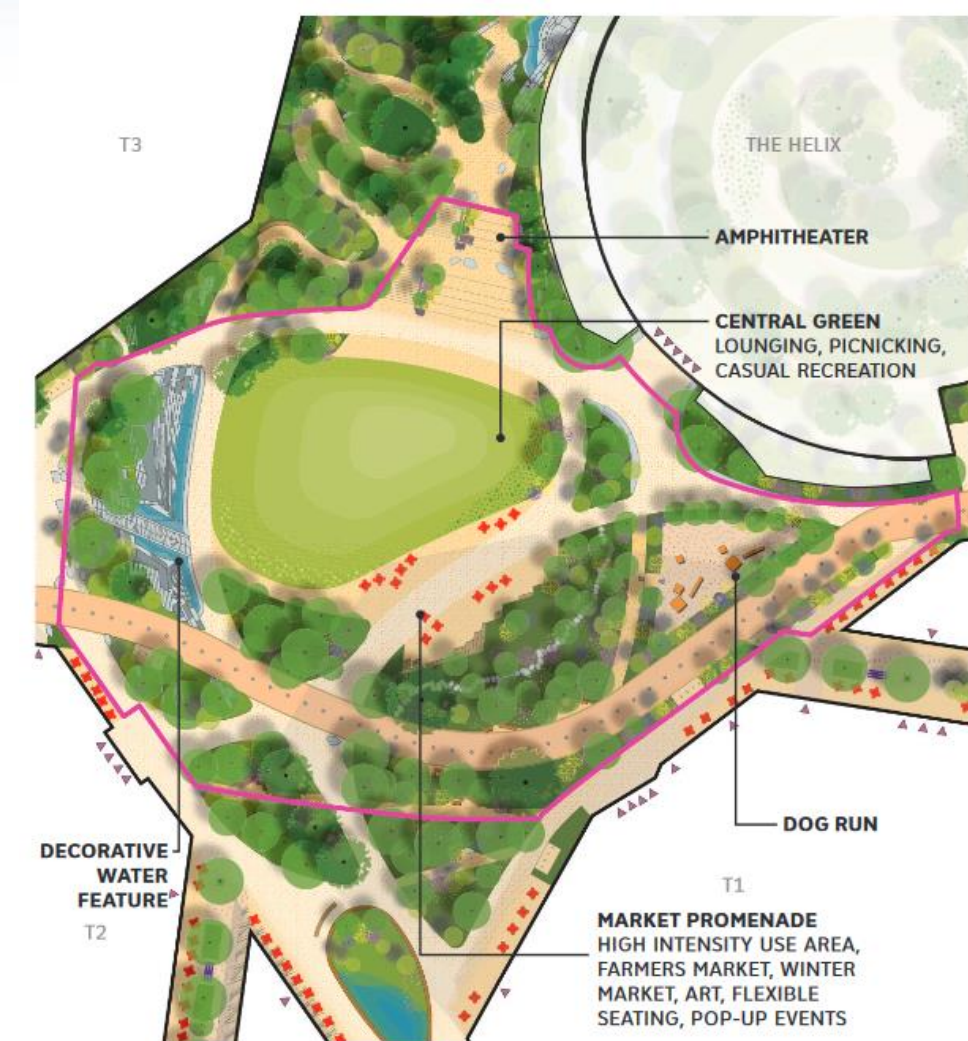 T3
THE HELIX
AMPHITHEATER
CENTRAL GREEN
LOUNGING, PICNICKING,
CASUAL RECREATION
DECORATIVE
WATER
FEATURE
DOG RUN
T1
T2
MARKET PROMENADE
HIGH INTENSITY USE AREA,
FARMERS MARKET, WINTER
MARKET, ART, FLEXIBLE
SEATING, POP-UP EVENTS